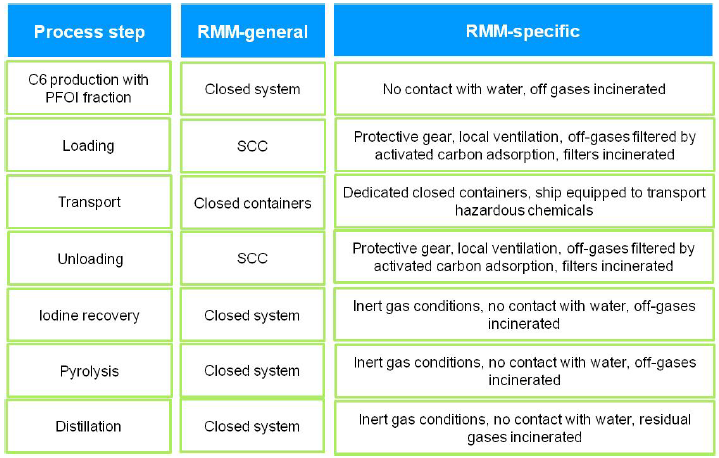 Process step
RMM-general
RMM-specific
C6 production with
PFOI fraction
Closed system
No contact with water, off gases incinerated
Loading
SCC
Protective gear, local ventilation, off-gases filtered by
activated carbon adsorption, filters incinerated
Transport
Closed containers
Dedicated closed containers, ship equipped to transport
hazardous chemicals
Unloading
SCC
Protective gear, local ventilation, off-gases filtered by
activated carbon adsorption, filters incinerated
Iodine recovery
Closed system
Inert gas conditions, no contact with water, off-gases
incinerated
Pyrolysis
Closed system
Inert gas conditions, no contact with water, off-gases
incinerated
Distillation
Closed system
Inert gas conditions, no contact with water, residual
gases incinerated